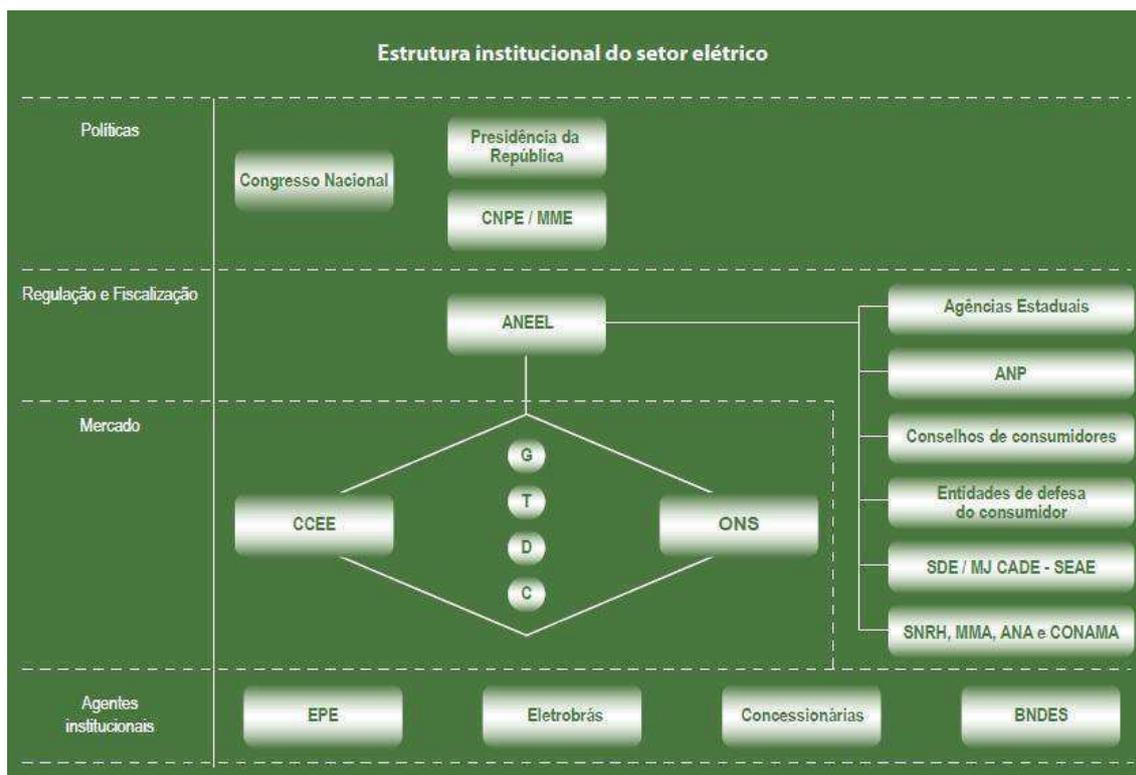 Estrutura institucional do setor elétrico
Políticas
Congresso Nacional
Presidência da
República
CNPE / MME
Regulação e Fiscalização
ANEEL
Agências Estaduais
ANP
Conselhos de consumidores
Entidades de defesa
do consumidor
SDE / MJ CADE - SEAE
SNRH, MMA, ANA e CONAMA
Mercado
CCEE
G
T
D
C
ONS
Agentes
institucionais
EPE
Eletrobrás
Concessionárias
BNDES